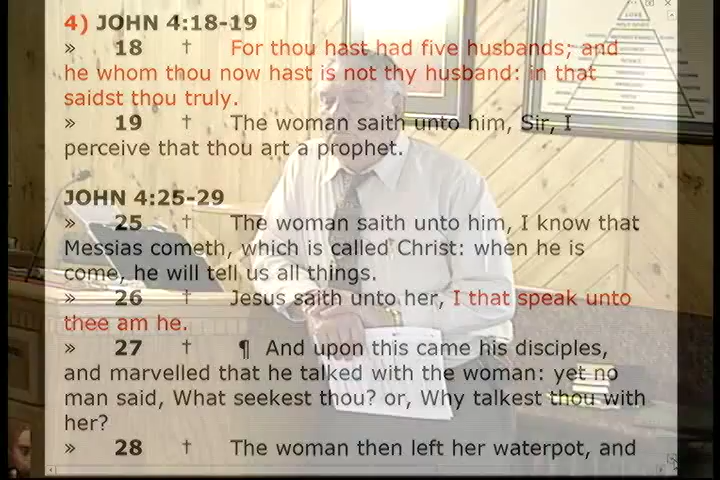 4) JOHN 4:18-19
» 18 † For thou hast had five husbands; and
he whom thou now hast is not thy husband: in that
saidst thou truly.
» 19 † The woman saith unto him, Sir, I
perceive that thou art a prophet.
JOHN 4:25-29
» 25 † The woman saith unto him, I know that
Messias cometh, which is called Christ: when he is
come, he will tell us all things.
» 26 † Jesus saith unto her, I that speak unto
thee am he.
» 27 † ¶ And upon this came his disciples,
and marvelled that he talked with the woman: yet no
man said, What seekest thou? or, Why talkest thou with
her?
» 28 † The woman then left her waterpot, and